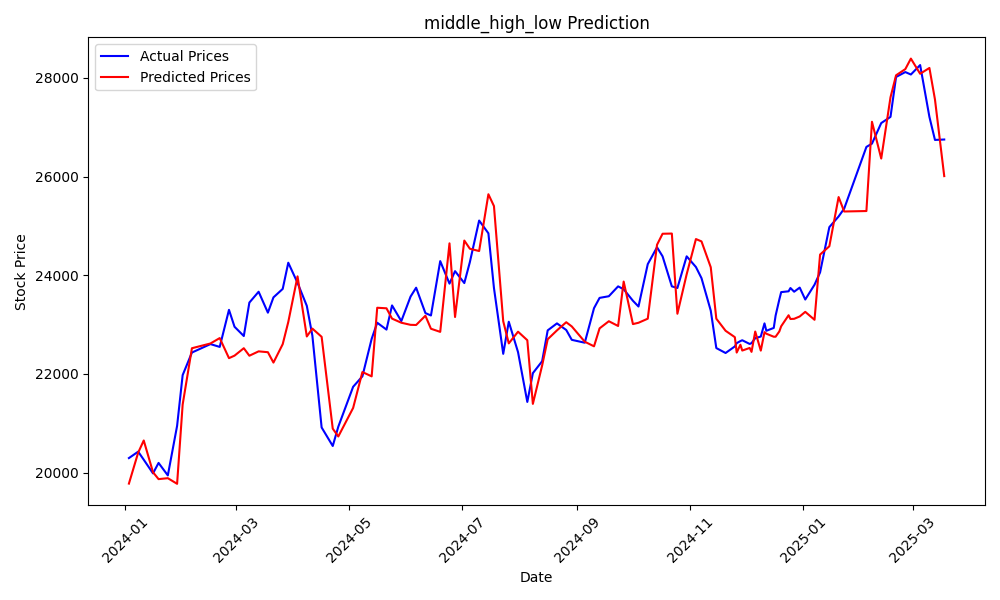 middle_high_low Prediction
Actual Prices
Predicted Prices
28000
26000
24000
22000
20000
Stock Price
2024-01
2024-03
2024-05
2024-07
2024-09
2024-11
2025-01
2025-03
Date